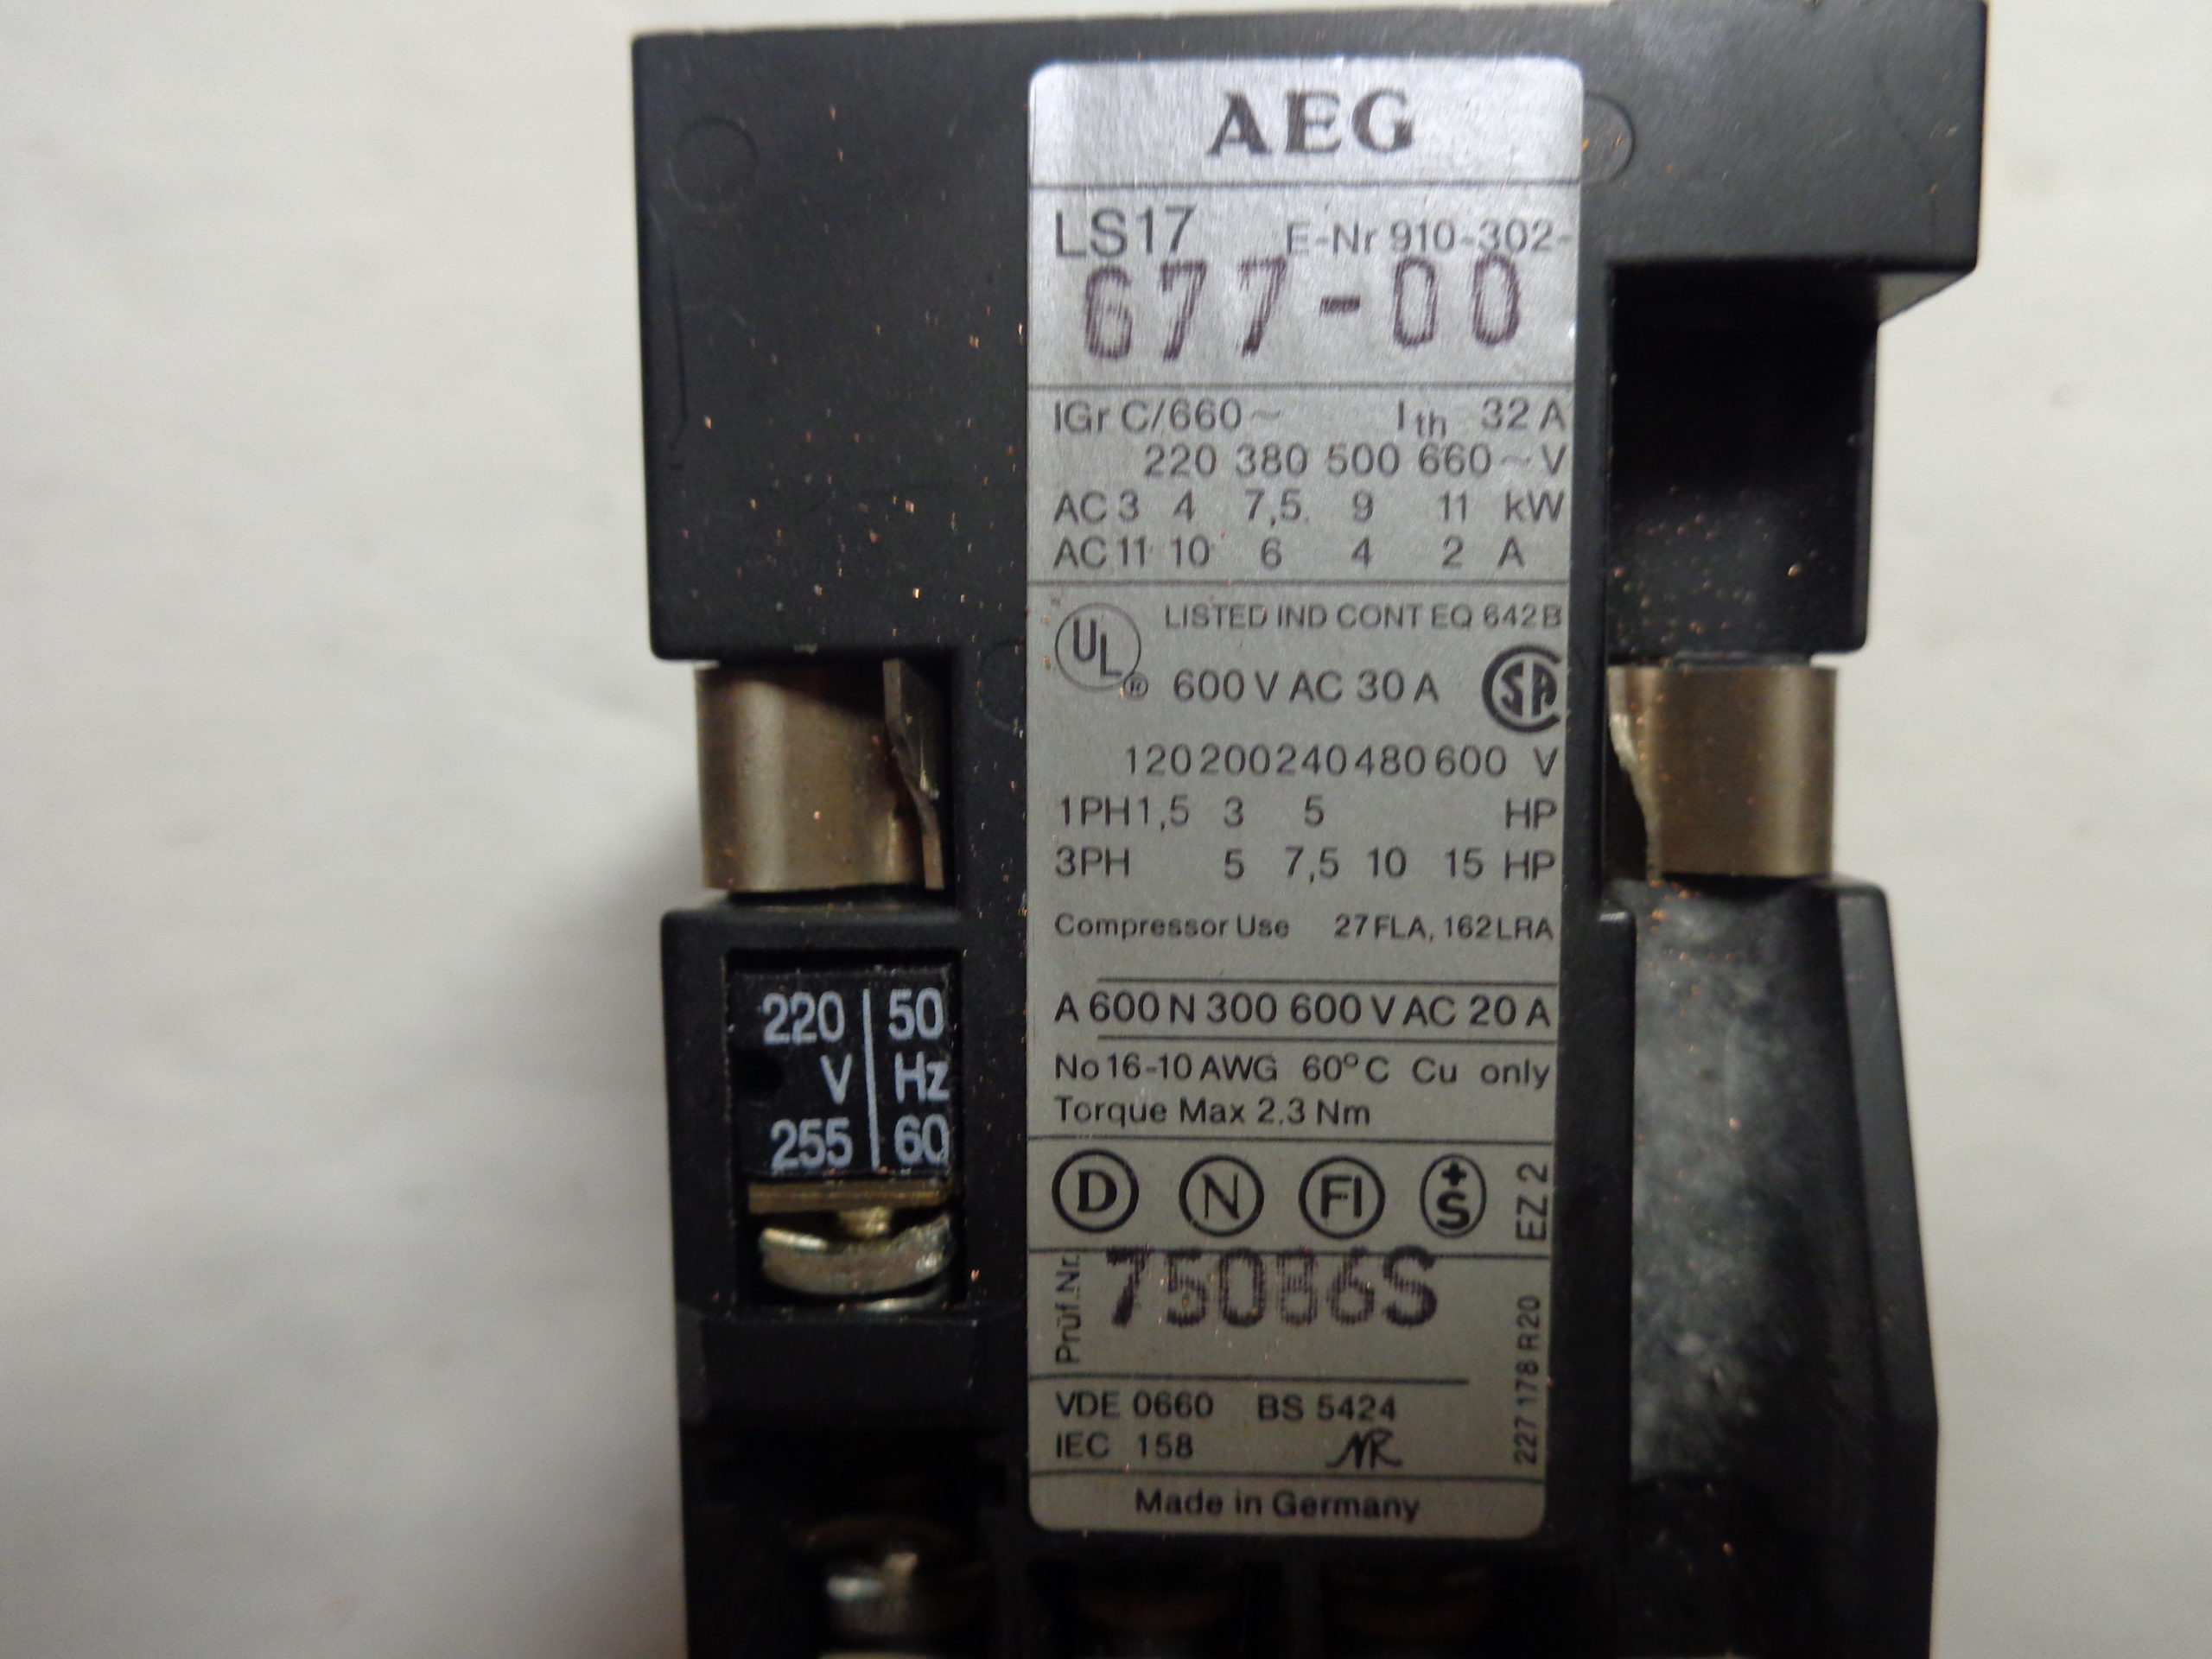 AEG
LS17 E-Nr 910-302-
677-00
IGr C/660~ Ith 32 A
220 380 500 660~V
AC 3 4 7,5 9 11 kW
AC 11 10 6 4 2 A
UL ® LISTED IND CONT EQ 642B
600 V AC 30 A SA
120 200 240 480 600 V
1PH 1,5 3 5 HP
3PH 5 7,5 10 15 HP
Compressor Use 27 FLA, 162 LRA
A 600 N 300 600 V AC 20 A
No 16-10 AWG 60°C Cu only
Torque Max 2.3 Nm
D N FI +S EZ 2
Prüf.Nr.
VDE 0660 BS 5424
IEC 158
227 178 R20
Made in Germany
220 50
V Hz
255 60